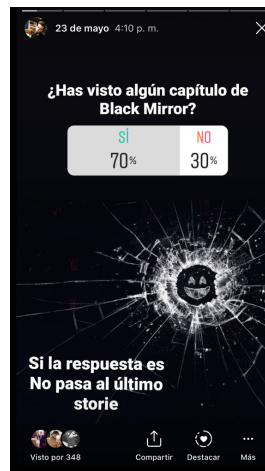 23 de mayo 4:10 p. m.
¿Has visto algún capítulo de
Black Mirror?
SÍ NO
70% 30%
Si la respuesta es
No pasa al último
storie
Visto por 348 Compartir Destacar Más